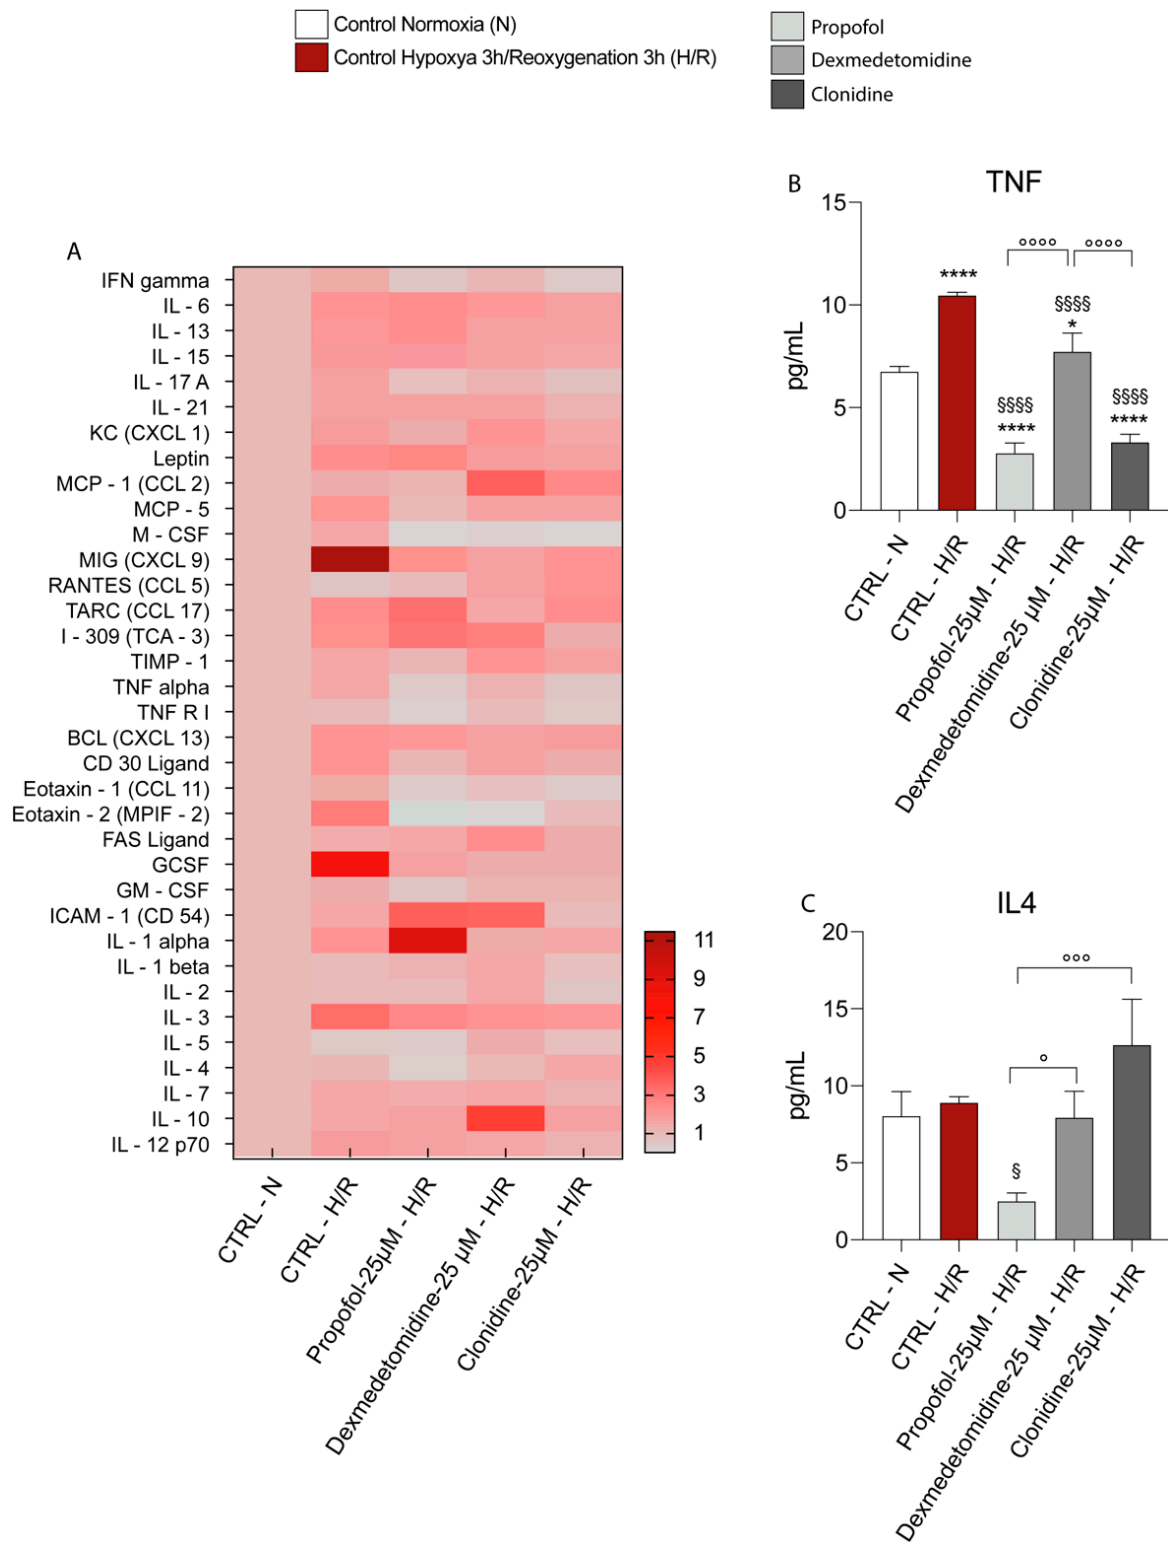 Control Normoxia (N)
Control Hypoxya 3h/Reoxygenation 3h (H/R)
Propofol
Dexmedetomidine
Clonidine
A
IFN gamma
IL - 6
IL - 13
IL - 15
IL - 17 A
IL - 21
KC (CXCL 1)
Leptin
MCP - 1 (CCL 2)
MCP - 5
M - CSF
MIG (CXCL 9)
RANTES (CCL 5)
TARC (CCL 17)
I - 309 (TCA - 3)
TIMP - 1
TNF alpha
TNF R I
BCL (CXCL 13)
CD 30 Ligand
Eotaxin - 1 (CCL 11)
Eotaxin - 2 (MPIF - 2)
FAS Ligand
GCSF
GM - CSF
ICAM - 1 (CD 54)
IL - 1 alpha
IL - 1 beta
IL - 2
IL - 3
IL - 5
IL - 4
IL - 7
IL - 10
IL - 12 p70
CTRL - N
CTRL - H/R
Propofol-25µM - H/R
Dexmedetomidine-25 µM - H/R
Clonidine-25µM - H/R
11
9
7
5
3
1
B
TNF
pg/mL
15
10
5
0
°°°° °°°°
****
§§§§
****
§§§§
*
§§§§
****
CTRL - N
CTRL - H/R
Propofol-25µM - H/R
Dexmedetomidine-25 µM - H/R
Clonidine-25µM - H/R
C
IL4
pg/mL
20
15
10
5
0
°°°
°
§
CTRL - N
CTRL - H/R
Propofol-25µM - H/R
Dexmedetomidine-25 µM - H/R
Clonidine-25µM - H/R